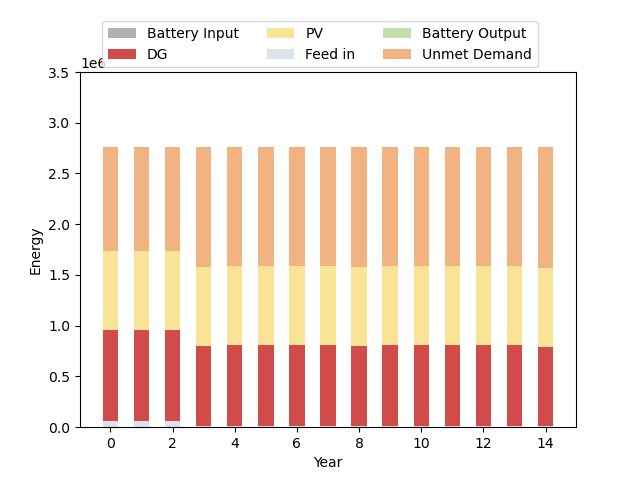 Battery Input PV Battery Output
DG Feed in Unmet Demand
1e6
3.5
3.0
2.5
2.0
1.5
1.0
0.5
0.0
Energy
0 2 4 6 8 10 12 14
Year